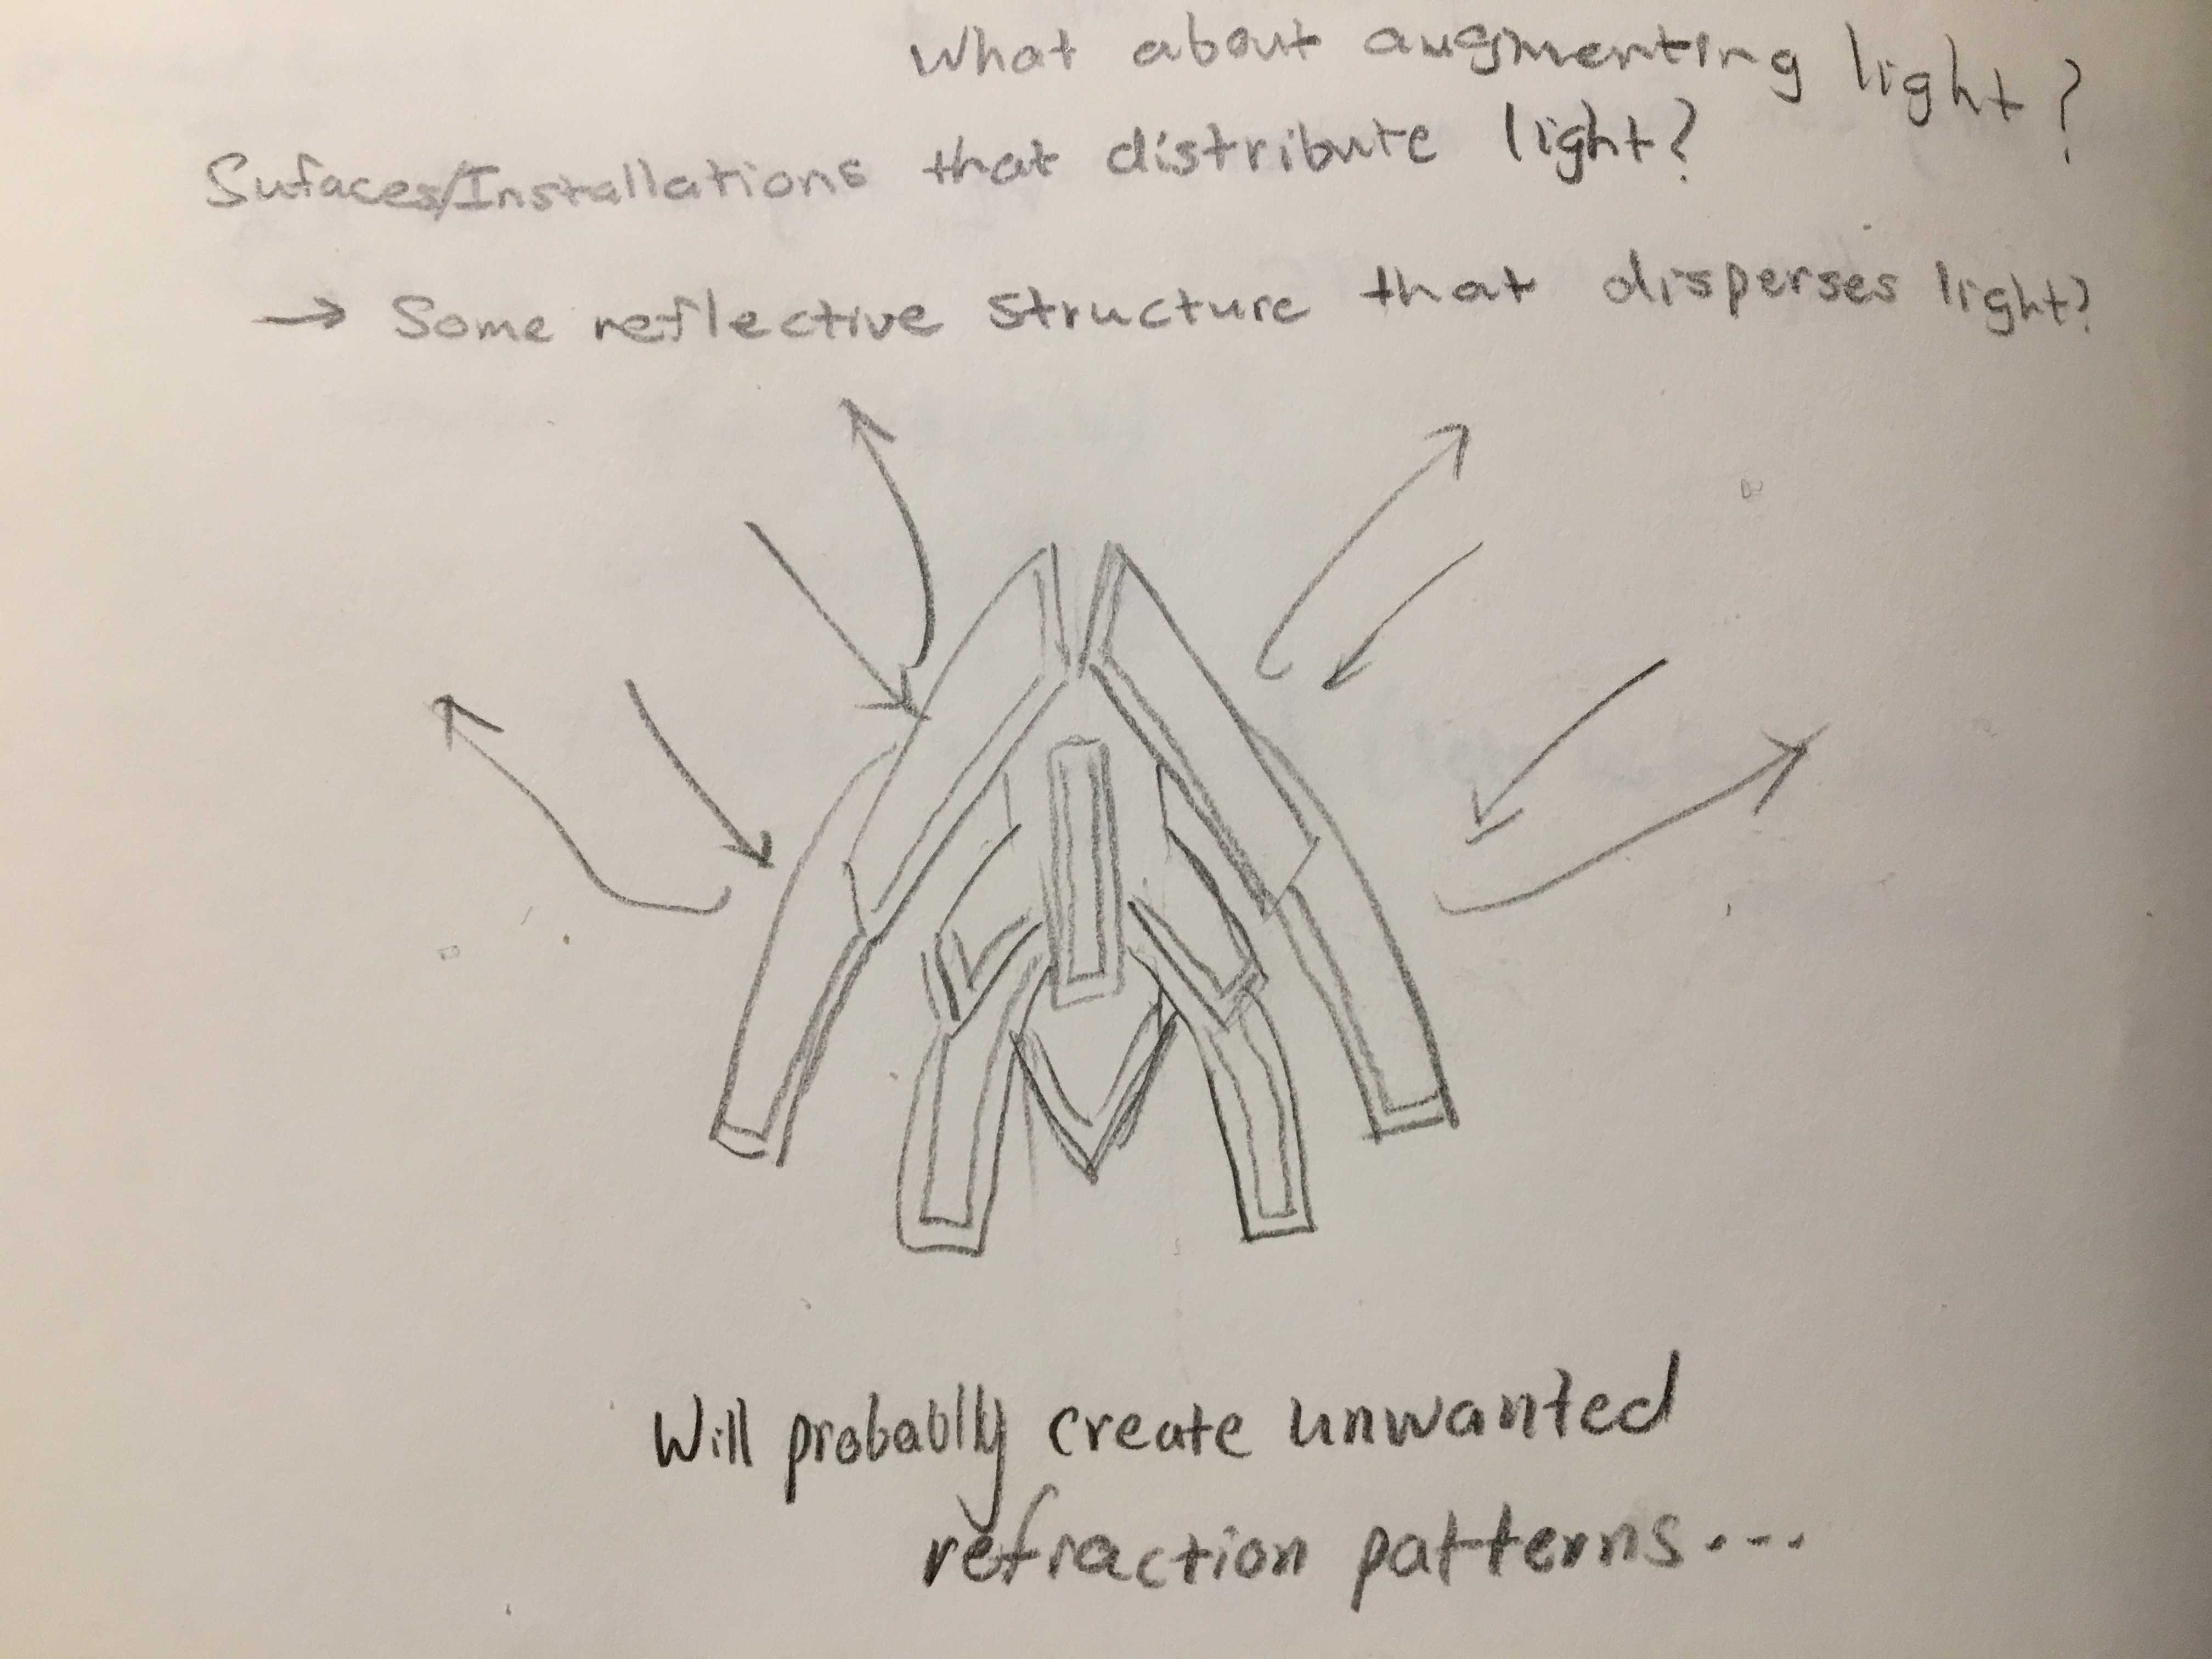 What about augmenting light?
Sufaces/Installations that distribute light?
→ Some reflective structure that disperses light?
Will probablly create unwanted
refraction patterns...